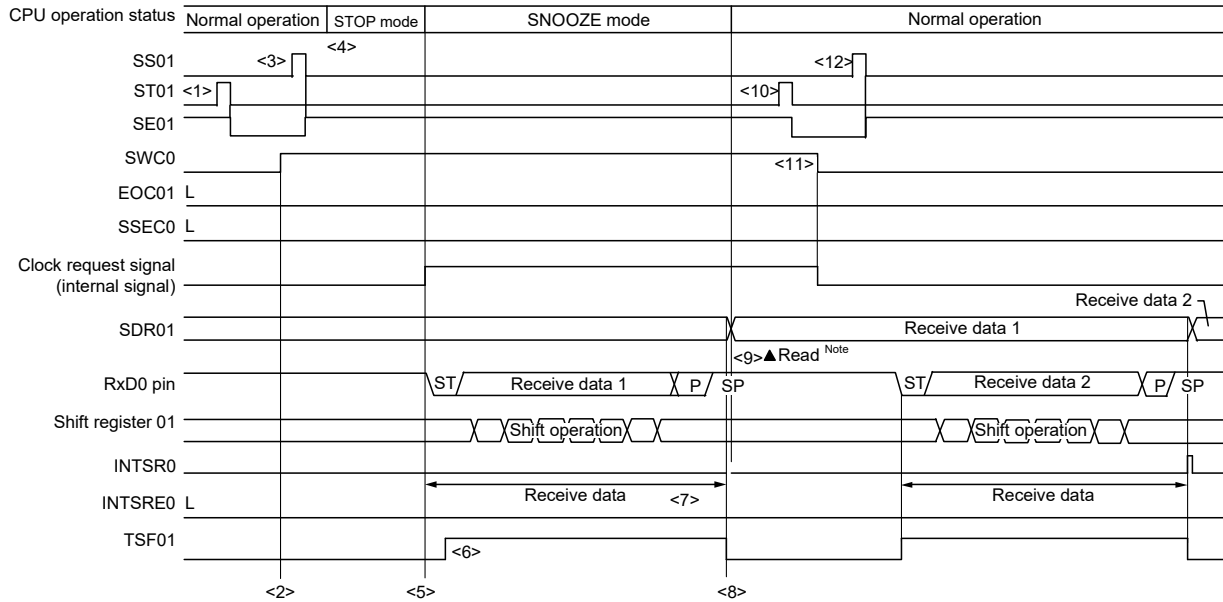 CPU operation status Normal operation STOP mode SNOOZE mode Normal operation
<4>
SS01 <3> <12>
ST01 <1> <10>
SE01
SWC0 <11>
EOC01 L
SSEC0 L
Clock request signal
(internal signal)
Receive data 2
SDR01 Receive data 1
<9> ▲ Read Note
RxD0 pin ST Receive data 1 P SP ST Receive data 2 P SP
Shift register 01 Shift operation Shift operation
INTSR0
Receive data <7> Receive data
INTSRE0 L
TSF01 <6>
<2> <5> <8>